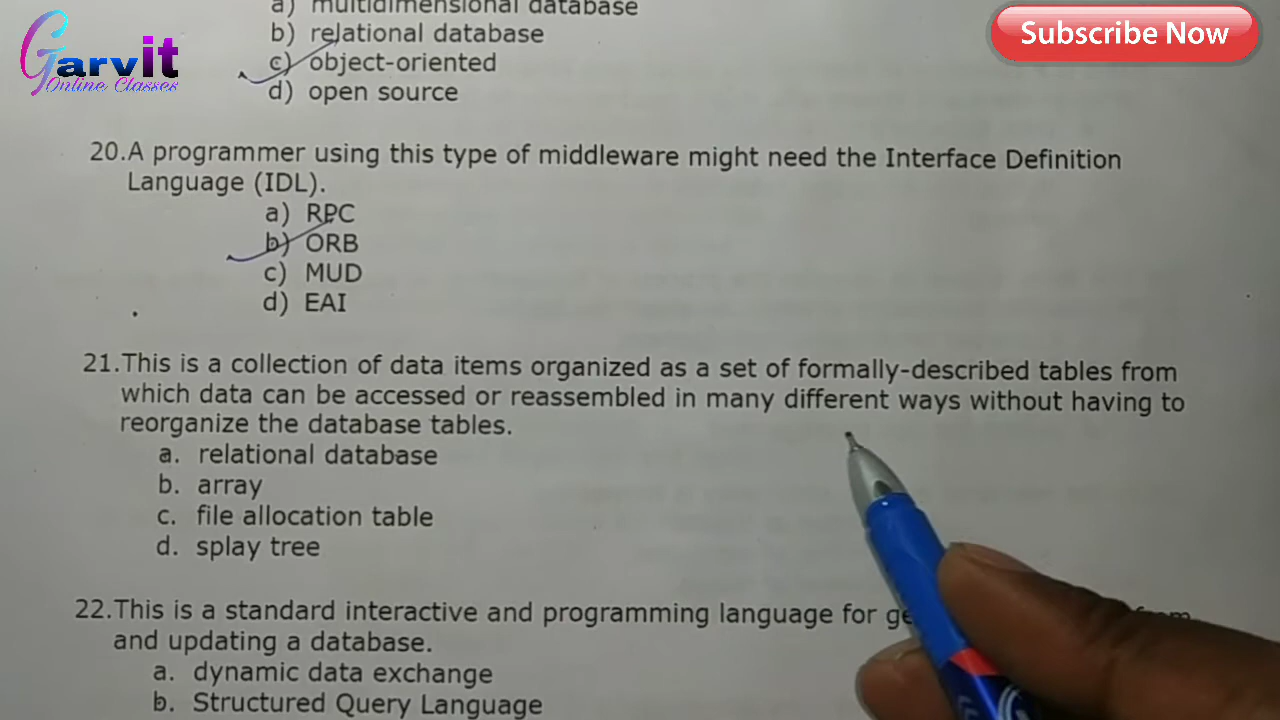 Garvit
Online Classes
Subscribe Now
a) multidimensional database
b) relational database
c) object-oriented
d) open source
20.A programmer using this type of middleware might need the Interface Definition
Language (IDL).
a) RPC
b) ORB
c) MUD
d) EAI
21.This is a collection of data items organized as a set of formally-described tables from
which data can be accessed or reassembled in many different ways without having to
reorganize the database tables.
a. relational database
b. array
c. file allocation table
d. splay tree
22.This is a standard interactive and programming language for
and updating a database.
a. dynamic data exchange
b. Structured Query Language